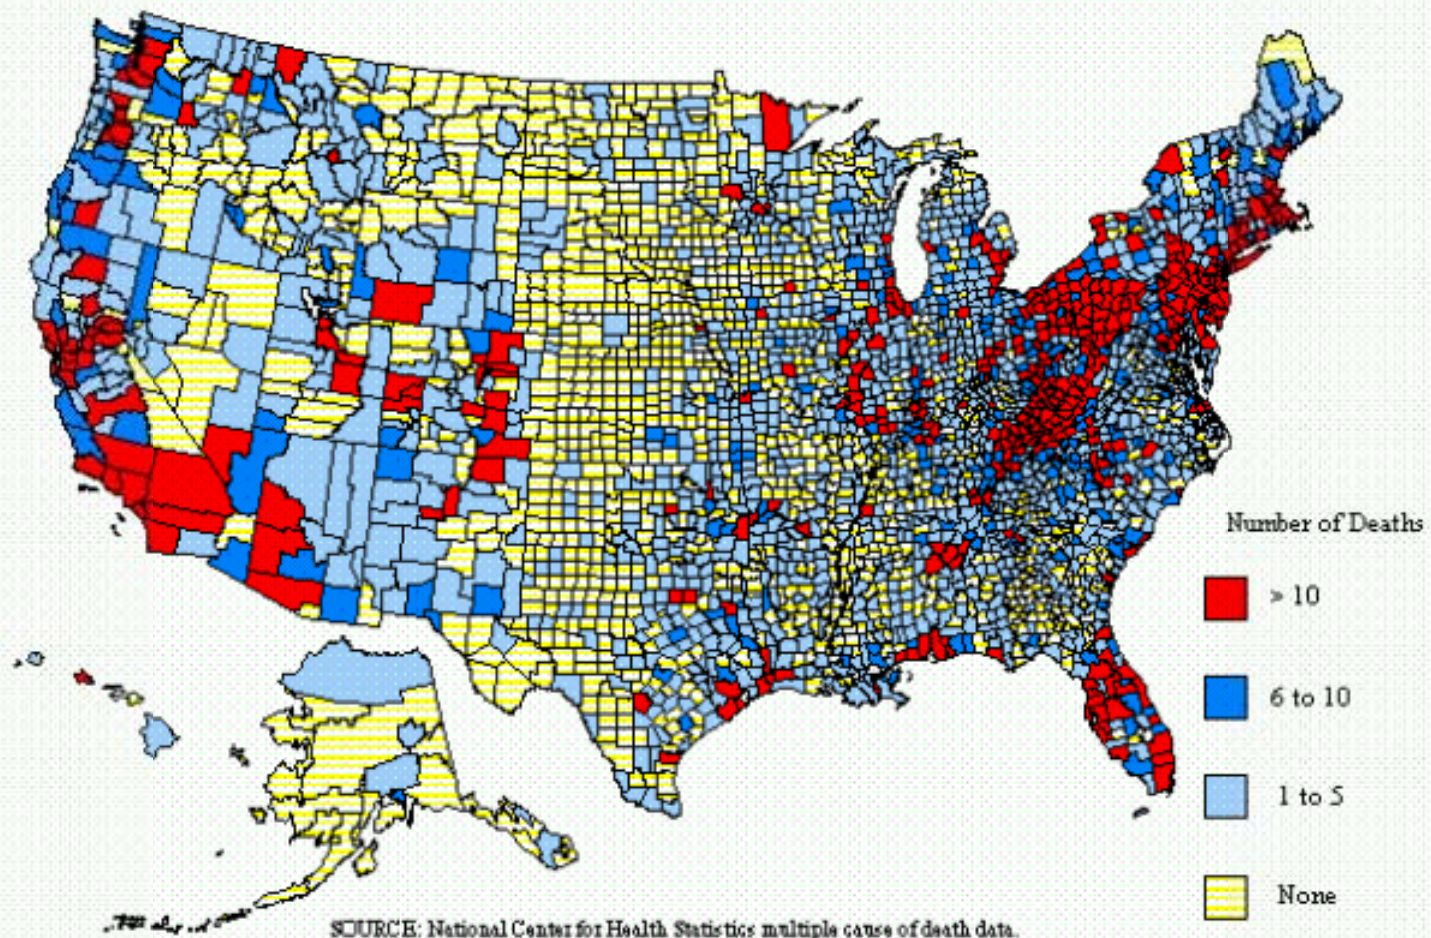 Number of Deaths
> 10
6 to 10
1 to 5
None
SOURCE: National Center for Health Statistics multiple cause of death data.